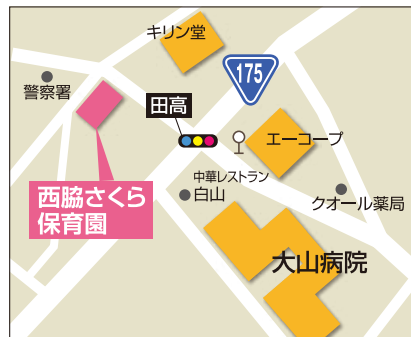 キリン堂
175
警察署
田高
エーコープ
中華レストラン
白山
クオール薬局
西脇さくら
保育園
大山病院